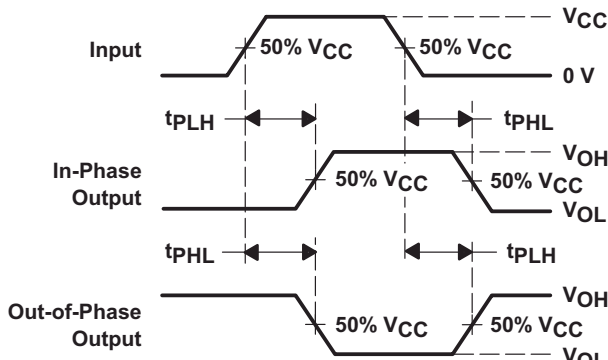 VCC
Input
50% VCC
50% VCC
0 V
tPLH
tPHL
In-Phase
Output
VOH
50% VCC
50% VCC
VOL
tPHL
tPLH
Out-of-Phase
Output
VOH
50% VCC
50% VCC
VOL